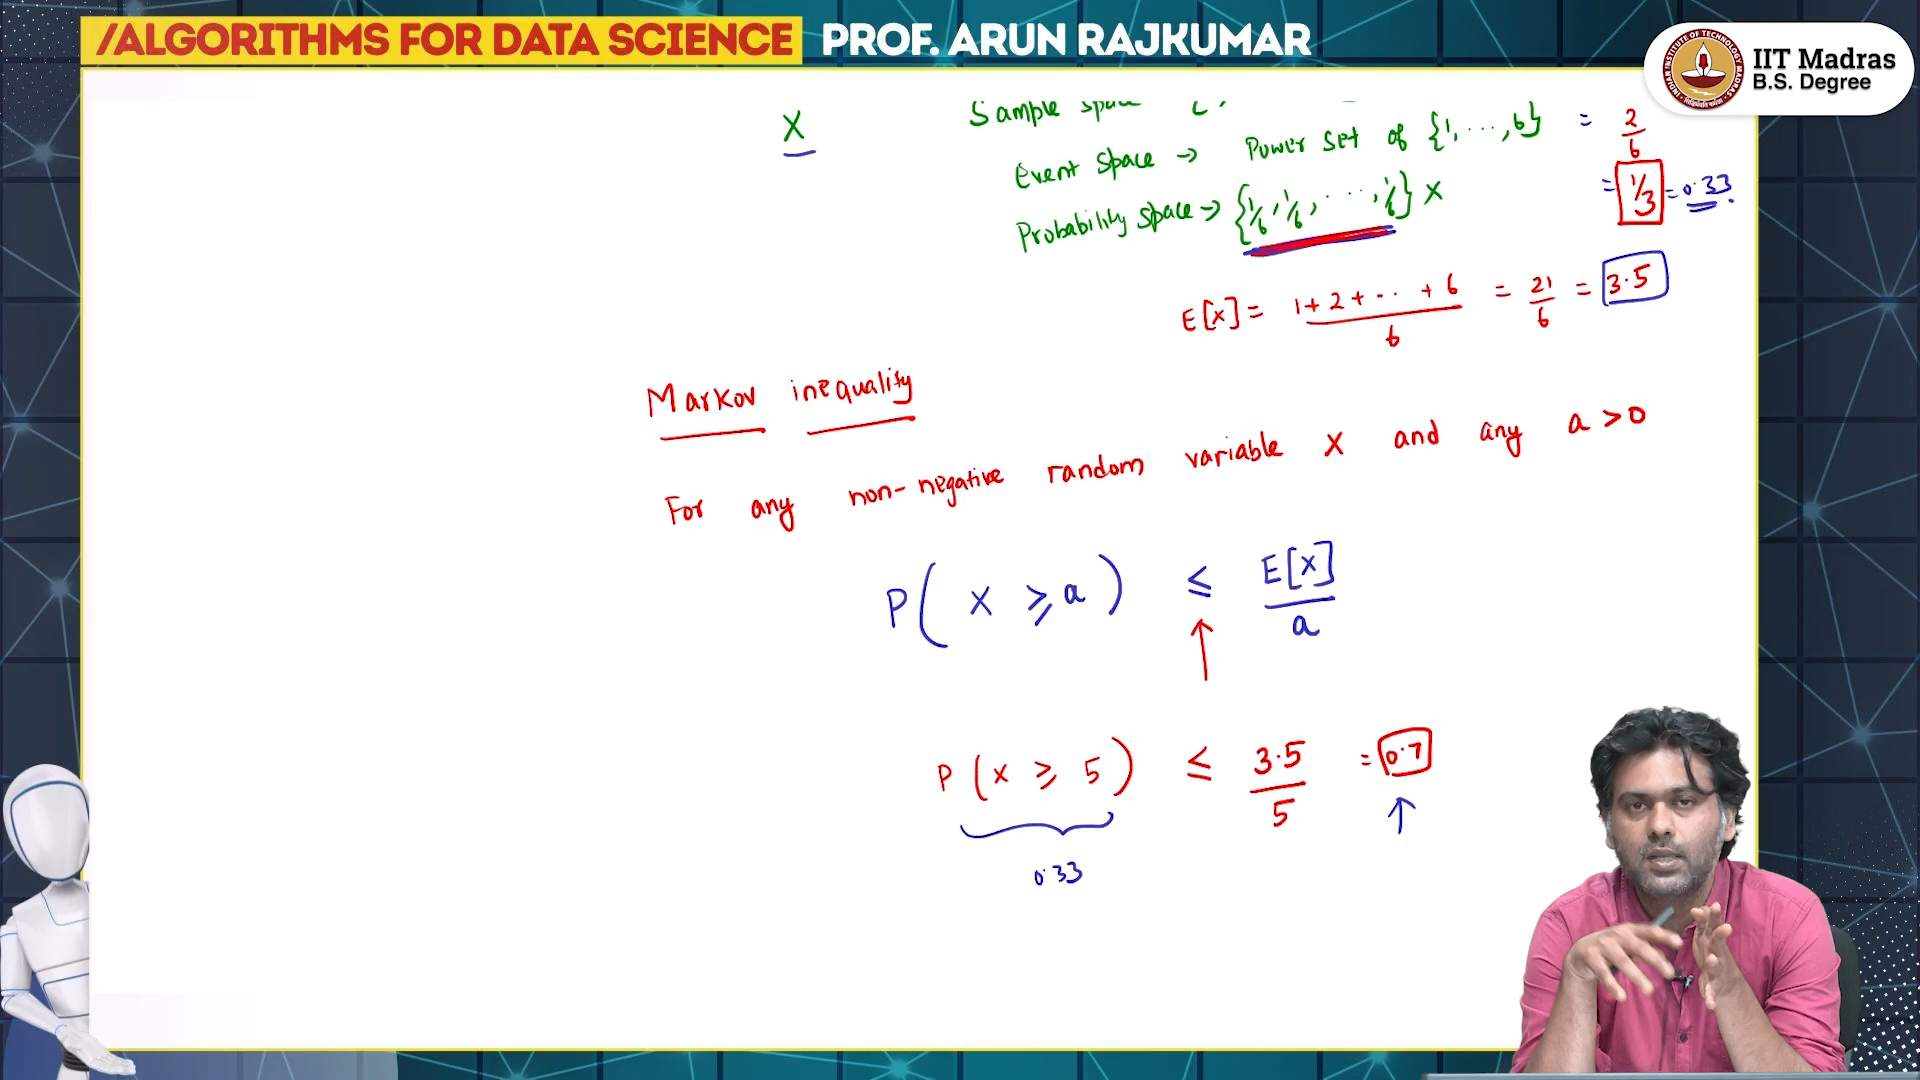 /ALGORITHMS FOR DATA SCIENCE PROF. ARUN RAJKUMAR
IIT Madras
B.S. Degree
X
Sample space
Event space → Power set of {1, ..., 6} = 2/6
Probability space → {1/6, 1/6, ..., 1/6} X = 1/3 = 0.33
E[X] = 1+2+...+6 / 6 = 21/6 = 3.5
Markov inequality
For any non-negative random variable X and any a > 0
P( X ≥ a ) ≤ E[X] / a
P( X ≥ 5 ) ≤ 3.5 / 5 = 0.7
0.33